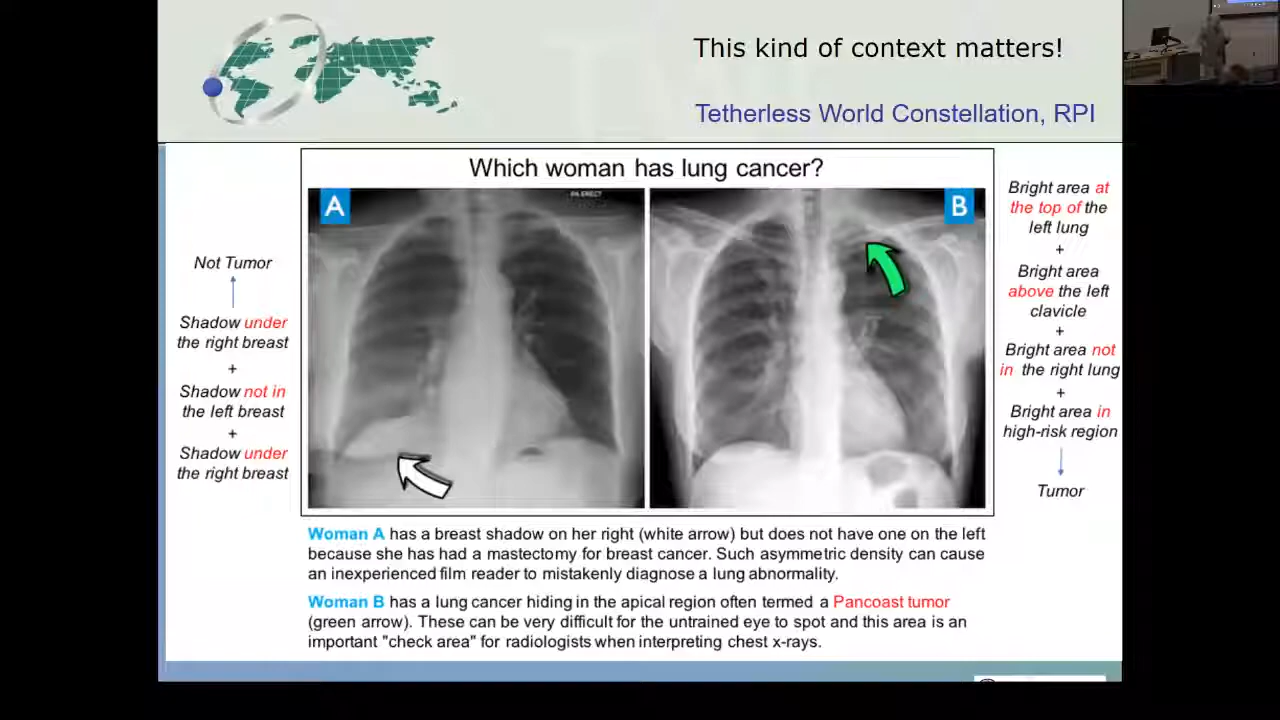 This kind of context matters!
Tetherless World Constellation, RPI
Which woman has lung cancer?
A
B
Not Tumor
Shadow under
the right breast
+
Shadow not in
the left breast
+
Shadow under
the right breast
Bright area at
the top of the
left lung
+
Bright area
above the left
clavicle
+
Bright area not
in the right lung
+
Bright area in
high-risk region
Tumor
Woman A has a breast shadow on her right (white arrow) but does not have one on the left
because she has had a mastectomy for breast cancer. Such asymmetric density can cause
an inexperienced film reader to mistakenly diagnose a lung abnormality.
Woman B has a lung cancer hiding in the apical region often termed a Pancoast tumor
(green arrow). These can be very difficult for the untrained eye to spot and this area is an
important "check area" for radiologists when interpreting chest x-rays.